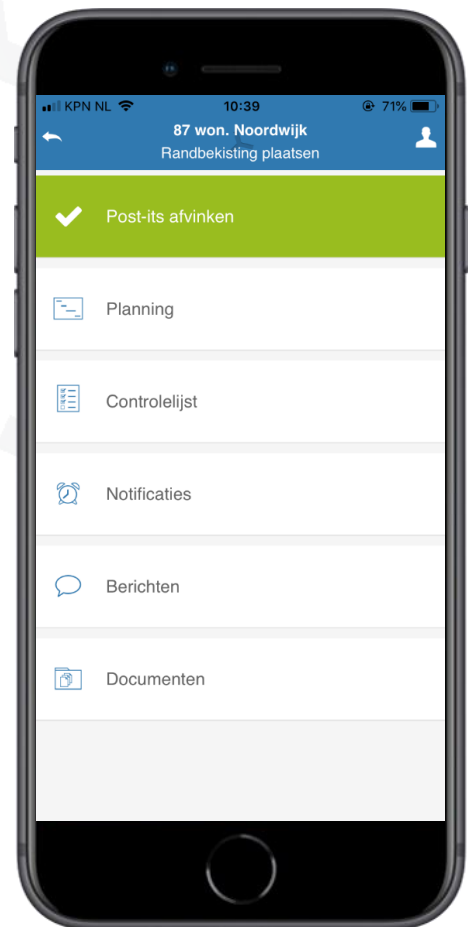 KPN NL 10:39 71%
87 won. Noordwijk
Randbekisting plaatsen
Post-its afvinken
Planning
Controlelijst
Notificaties
Berichten
Documenten